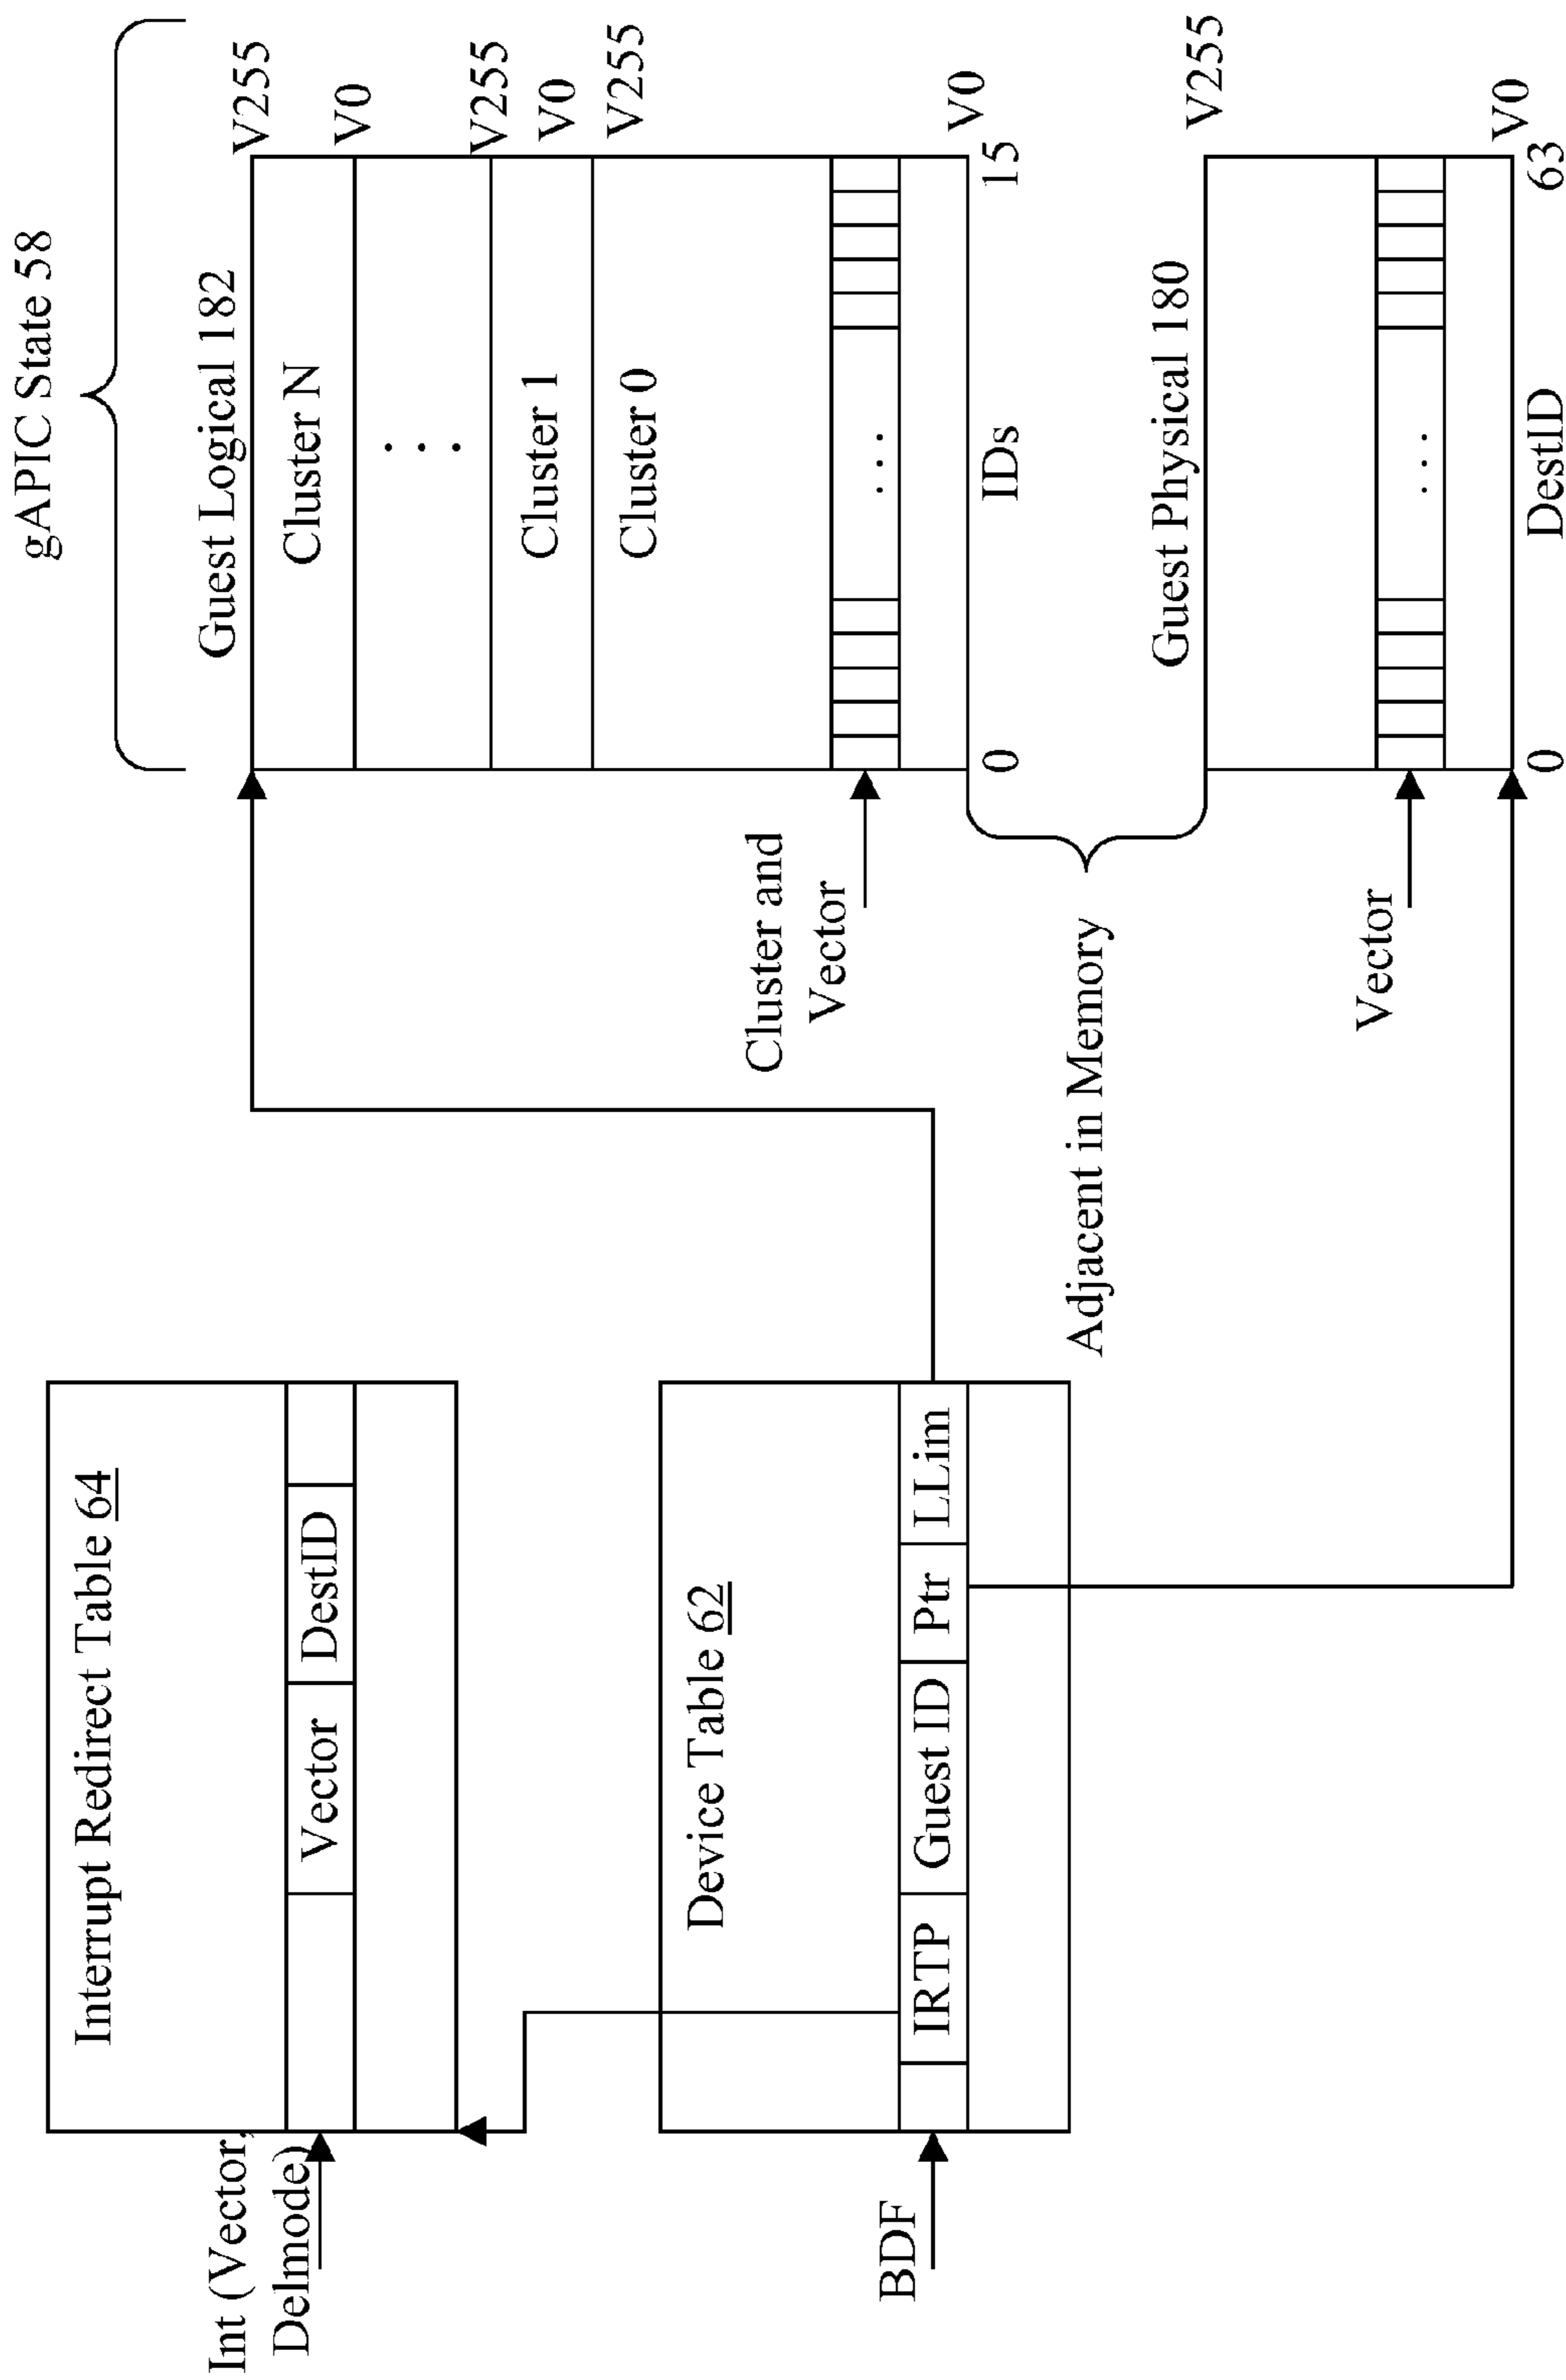 gAPIC State 58
Interrupt Redirect Table 64
Int (Vector,
Delmode)
Vector
DestID
Device Table 62
BDF
IRTP
Guest ID
Ptr
LLim
Guest Logical 182
V255
Cluster N
V0
...
V255
Cluster 1
V0
Cluster 0
V255
Cluster and
Vector
...
V0
0
IDs
15
Adjacent in Memory
Guest Physical 180
V255
Vector
...
V0
0
DestID
63